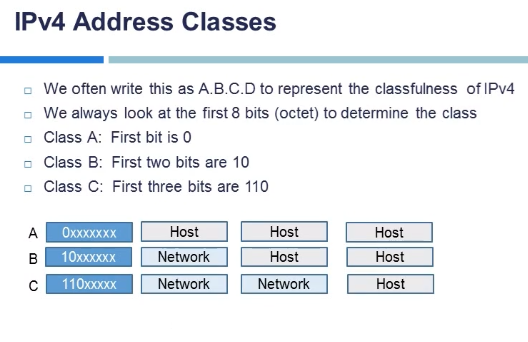 IPv4 Address Classes
We often write this as A.B.C.D to represent the classfulness of IPv4
We always look at the first 8 bits (octet) to determine the class
Class A: First bit is 0
Class B: First two bits are 10
Class C: First three bits are 110
A 0xxxxxxx Host Host Host
B 10xxxxxx Network Host Host
C 110xxxxx Network Network Host